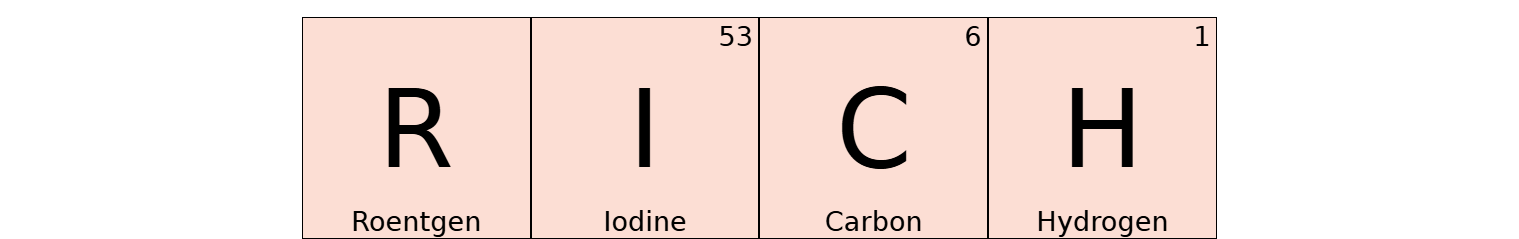 53 6 1
R I C H
Roentgen Iodine Carbon Hydrogen